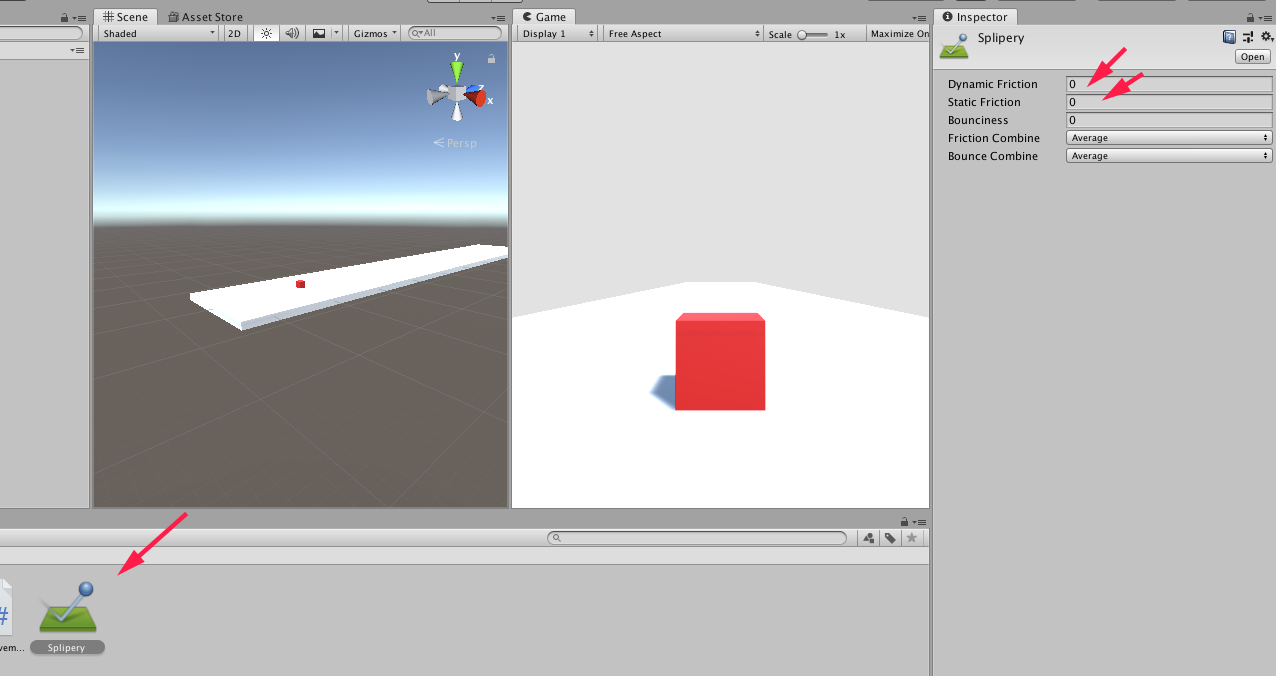 Scene
Asset Store
Shaded
2D
Gizmos
All
y
z
x
Persp
Game
Display 1
Free Aspect
Scale
1x
Maximize On
Inspector
Splipery
Open
Dynamic Friction
0
Static Friction
0
Bounciness
0
Friction Combine
Average
Bounce Combine
Average
#
vem...
Splipery